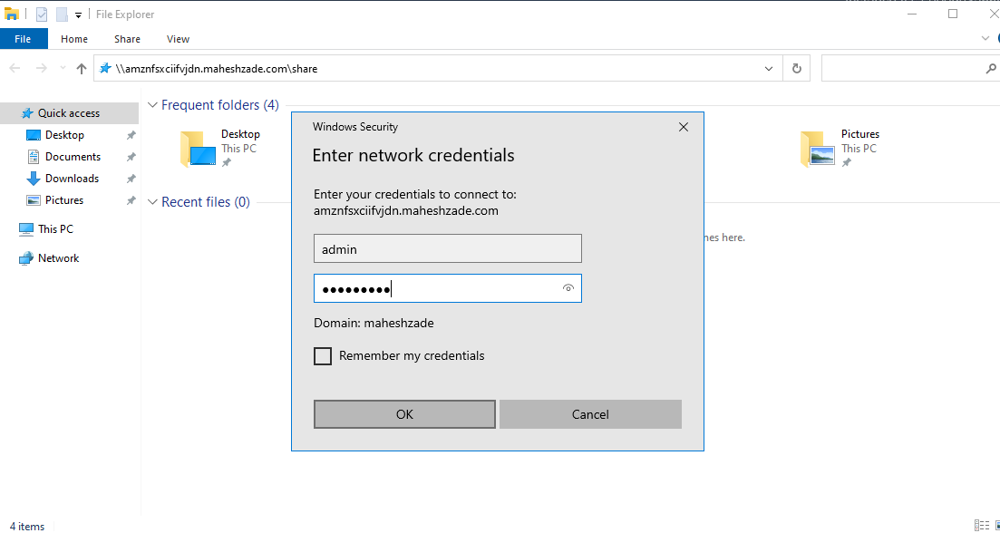 File Explorer
File Home Share View
\\amznfsxciifvjdn.maheshzade.com\share
Quick access
Desktop
Documents
Downloads
Pictures
This PC
Network
Frequent folders (4)
Desktop
This PC
Pictures
This PC
Recent files (0)
here.
Windows Security
Enter network credentials
Enter your credentials to connect to:
amznfsxciifvjdn.maheshzade.com
admin
Domain: maheshzade
Remember my credentials
OK Cancel
4 items